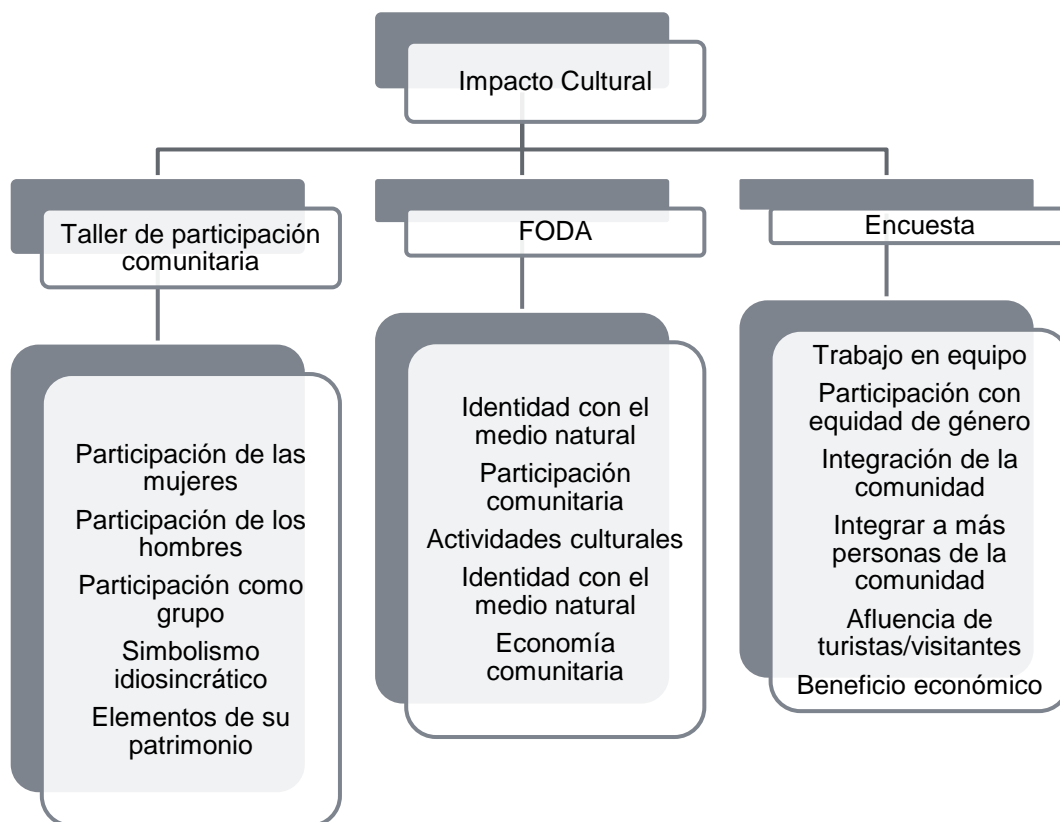 Impacto Cultural
Taller de participación
comunitaria
Participación de las
mujeres
Participación de los
hombres
Participación como
grupo
Simbolismo
idiosincrático
Elementos de su
patrimonio
FODA
Identidad con el
medio natural
Participación
comunitaria
Actividades culturales
Identidad con el
medio natural
Economía
comunitaria
Encuesta
Trabajo en equipo
Participación con
equidad de género
Integración de la
comunidad
Integrar a más
personas de la
comunidad
Afluencia de
turistas/visitantes
Beneficio económico